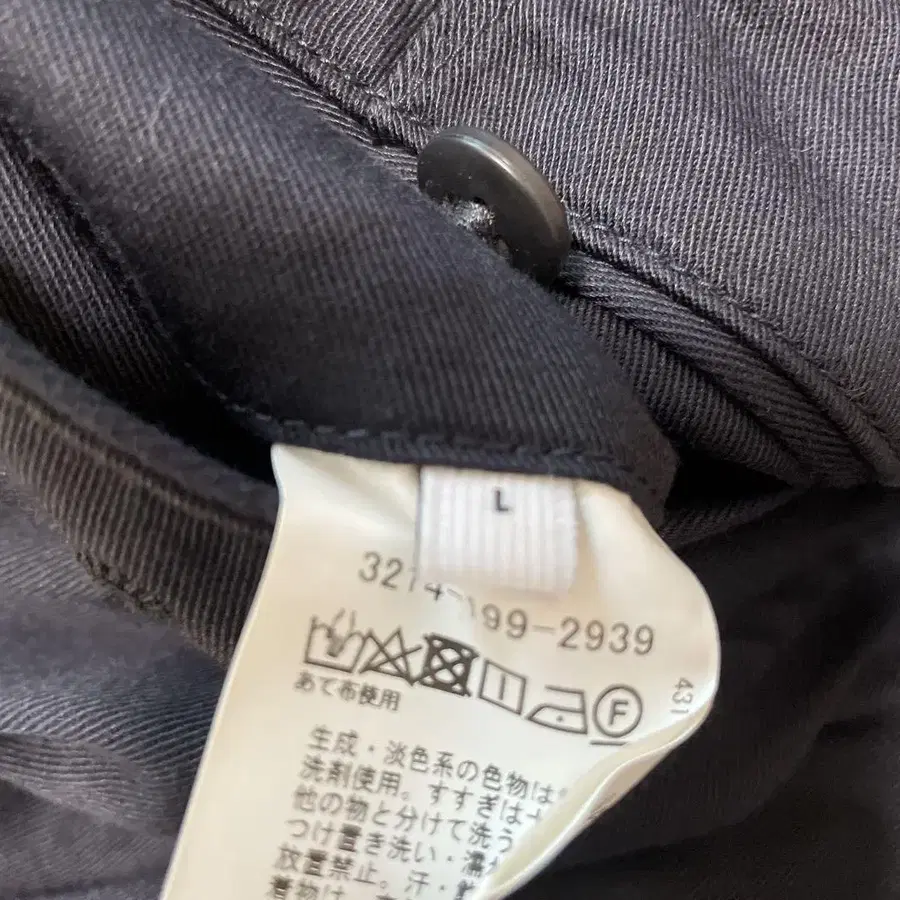 L
3214- 99-2939
431
F
あて布使用
生成・淡色系の色物は
洗剤使用。すすぎは
他の物と分けて洗う
つけ置き洗い・濡
放置禁止。汗・
着物は